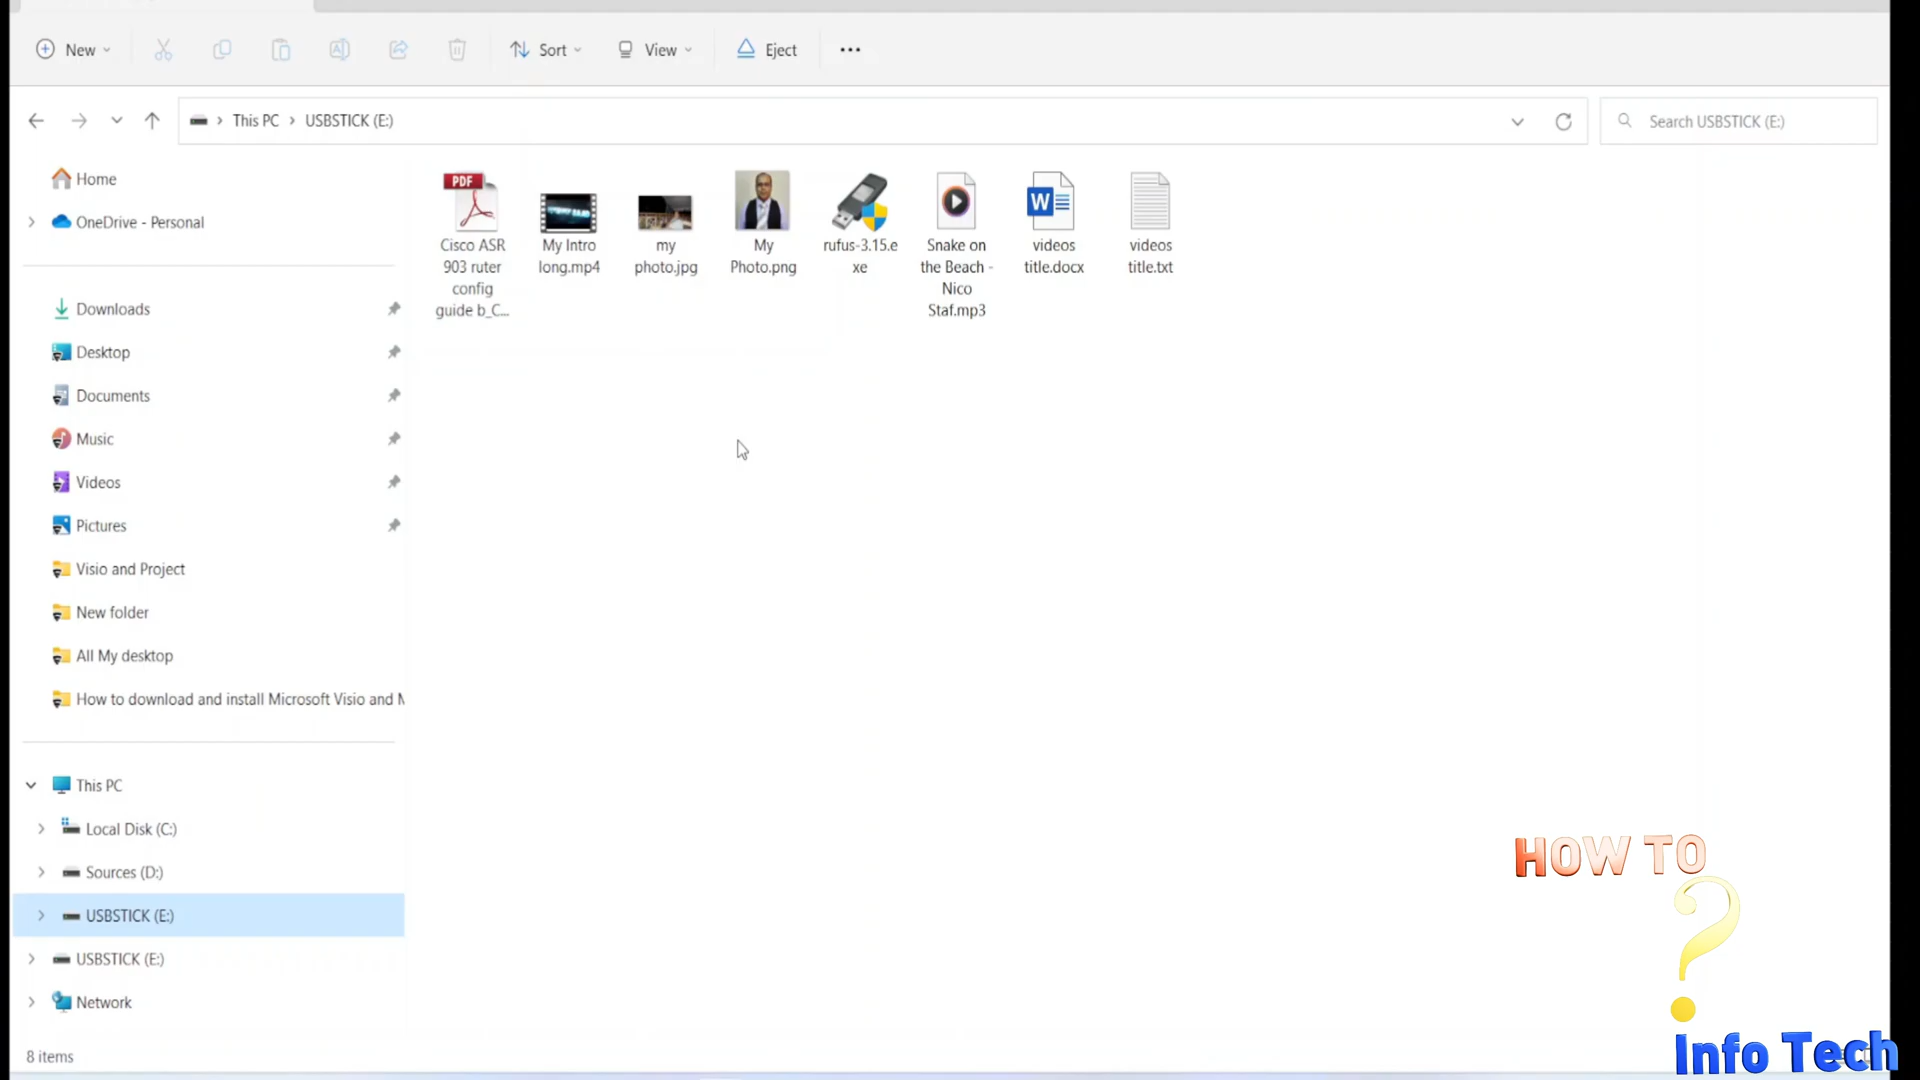 New
Sort
View
Eject
This PC
USBSTICK (E:)
Search USBSTICK (E:)
Home
OneDrive - Personal
Downloads
Desktop
Documents
Music
Videos
Pictures
Visio and Project
New folder
All My desktop
How to download and install Microsoft Visio and M
This PC
Local Disk (C:)
Sources (D:)
USBSTICK (E:)
USBSTICK (E:)
Network
8 items
PDF
Cisco ASR
903 ruter
config
guide b_C...
My Intro
long.mp4
my
photo.jpg
My
Photo.png
rufus-3.15.e
xe
Snake on
the Beach -
Nico
Staf.mp3
W
videos
title.docx
videos
title.txt
HOW TO
?
Info Tech